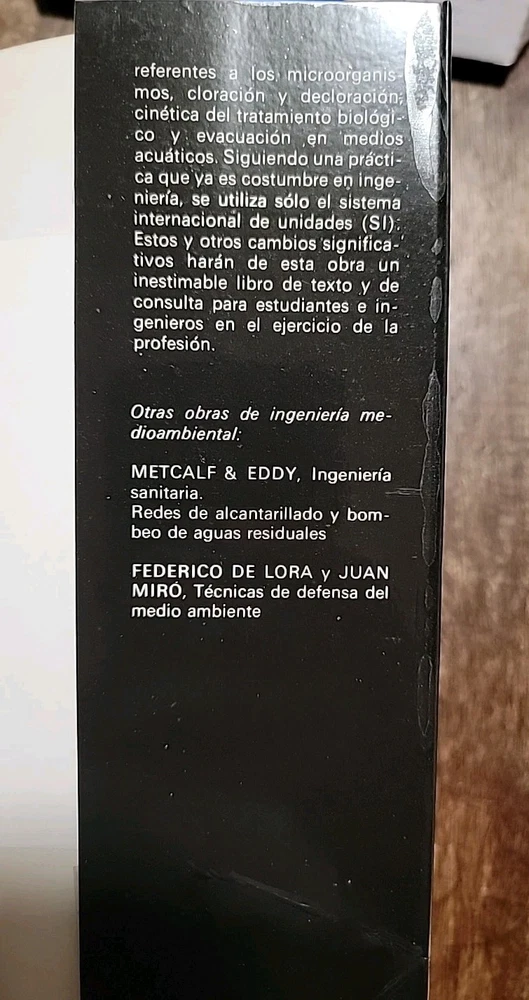 referentes a los microorganis-
mos, cloración y decloración,
cinética del tratamiento biológi-
co y evacuación en medios
acuáticos. Siguiendo una prácti-
ca que ya es costumbre en inge-
niería, se utiliza sólo el sistema
internacional de unidades (SI).
Estos y otros cambios significa-
tivos harán de esta obra un
inestimable libro de texto y de
consulta para estudiantes e in-
genieros en el ejercicio de la
profesión.
Otras obras de ingeniería me-
dioambiental:
METCALF & EDDY, Ingeniería
sanitaria.
Redes de alcantarillado y bom-
beo de aguas residuales
FEDERICO DE LORA y JUAN
MIRÓ, Técnicas de defensa del
medio ambiente